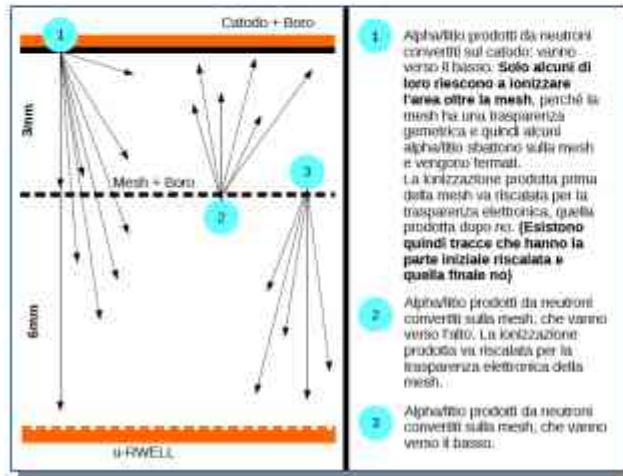 Catodo + Boro
1
3mm
Mesh + Boro
2
3
6mm
u-RWELL
1
Alpha/litio prodotti da neutroni
convertiti sul catodo: vanno
verso il basso. Solo alcuni di
loro riescono a ionizzare
l'area oltre la mesh, perché la
mesh ha una trasparenza
gemetrica e quindi alcuni
alpha/litio sbattono sulla mesh
e vengono fermati.
La ionizzazione prodotta prima
della mesh va riscalata per la
trasparenza elettronica, quella
prodotta dopo no. (Esistono
quindi tracce che hanno la
parte iniziale riscalata e
quella finale no)
2
Alpha/litio prodotti da neutroni
convertiti sulla mesh, che vanno
verso l'alto. La ionizzazione
prodotta va riscalata per la
trasparenza elettronica della
mesh.
3
Alpha/litio prodotti da neutroni
convertiti sulla mesh, che vanno
verso il basso.